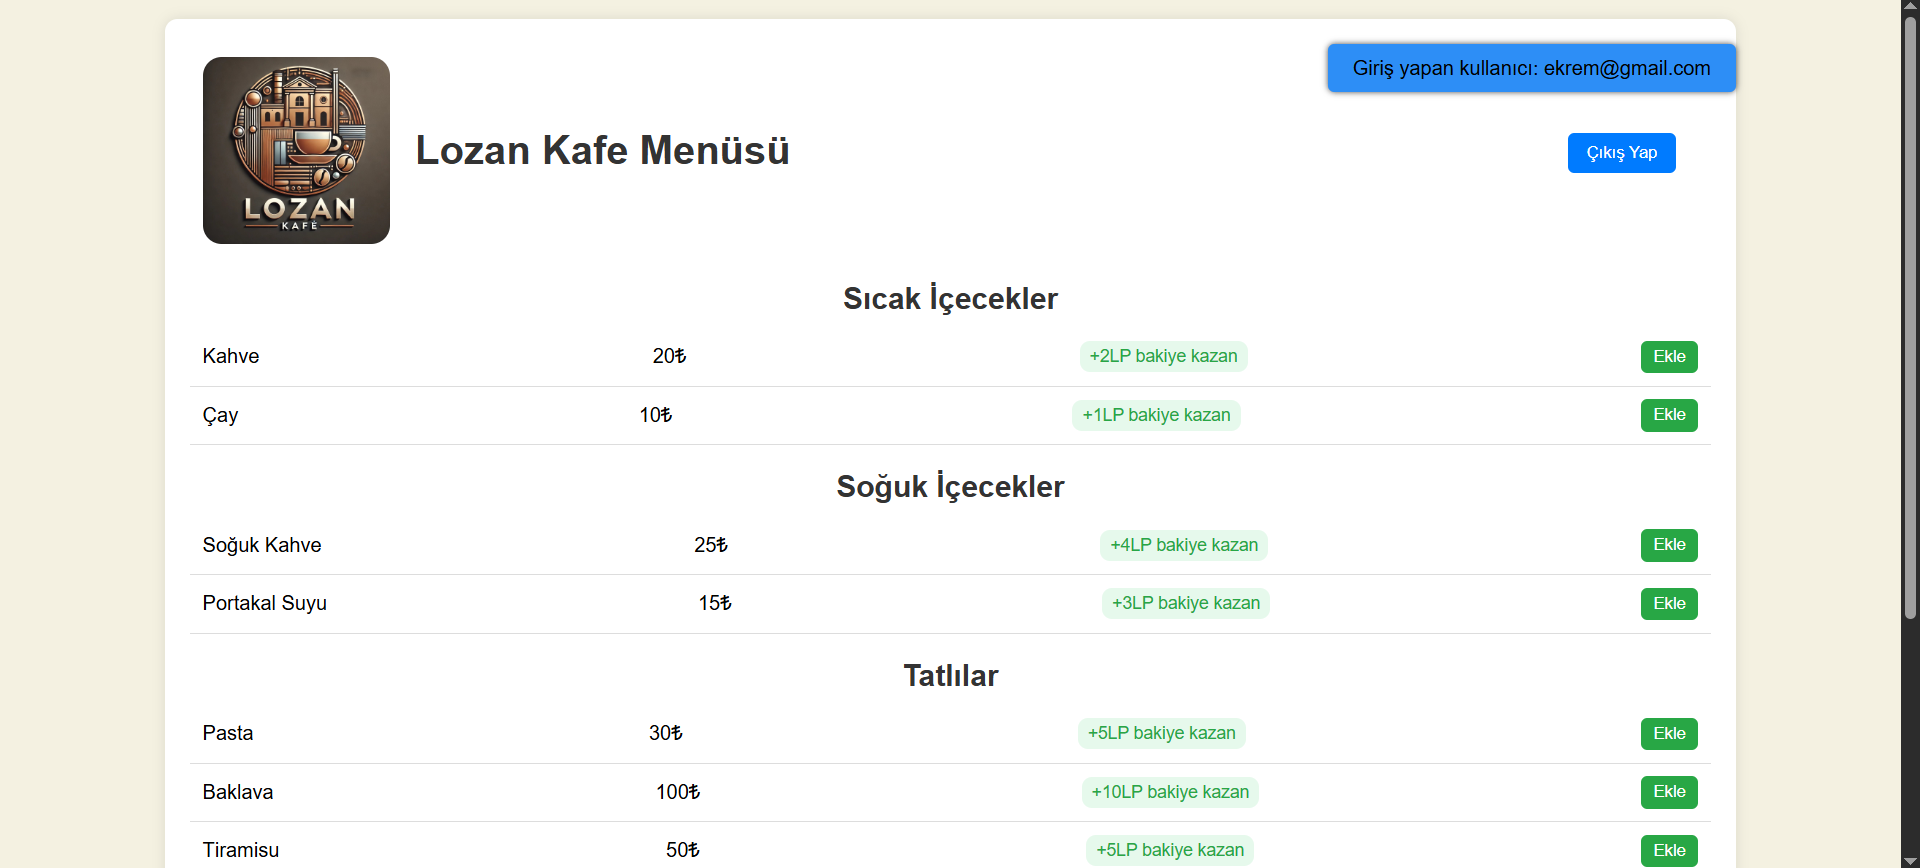 Giriş yapan kullanıcı: ekrem@gmail.com
LOZAN
KAFE
Lozan Kafe Menüsü
Çıkış Yap
Sıcak İçecekler
Kahve 20₺ +2LP bakiye kazan Ekle
Çay 10₺ +1LP bakiye kazan Ekle
Soğuk İçecekler
Soğuk Kahve 25₺ +4LP bakiye kazan Ekle
Portakal Suyu 15₺ +3LP bakiye kazan Ekle
Tatlılar
Pasta 30₺ +5LP bakiye kazan Ekle
Baklava 100₺ +10LP bakiye kazan Ekle
Tiramisu 50₺ +5LP bakiye kazan Ekle